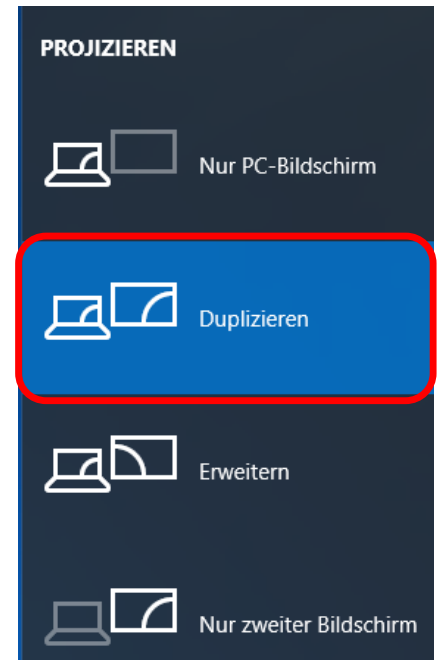 PROJIZIEREN
Nur PC-Bildschirm
Duplizieren
Erweitern
Nur zweiter Bildschirm